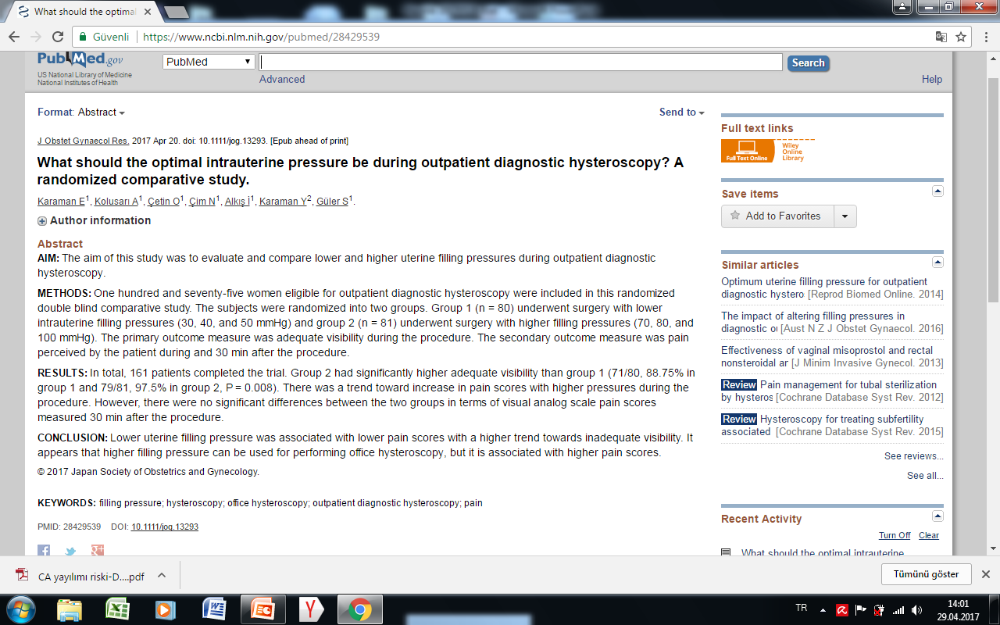 What should the optimal
Güvenli
https://www.ncbi.nlm.nih.gov/pubmed/28429539
PubMed.gov
US National Library of Medicine
National Institutes of Health
PubMed
Search
Advanced
Help
Format: Abstract
Send to
J Obstet Gynaecol Res. 2017 Apr 20. doi: 10.1111/jog.13293. [Epub ahead of print]
What should the optimal intrauterine pressure be during outpatient diagnostic hysteroscopy? A
randomized comparative study.
Karaman E1, Kolusarı A1, Çetin O1, Çim N1, Alkış İ1, Karaman Y2, Güler S1.
Author information
Abstract
AIM: The aim of this study was to evaluate and compare lower and higher uterine filling pressures during outpatient diagnostic
hysteroscopy.
METHODS: One hundred and seventy-five women eligible for outpatient diagnostic hysteroscopy were included in this randomized
double blind comparative study. The subjects were randomized into two groups. Group 1 (n = 80) underwent surgery with lower
intrauterine filling pressures (30, 40, and 50 mmHg) and group 2 (n = 81) underwent surgery with higher filling pressures (70, 80, and
100 mmHg). The primary outcome measure was adequate visibility during the procedure. The secondary outcome measure was pain
perceived by the patient during and 30 min after the procedure.
RESULTS: In total, 161 patients completed the trial. Group 2 had significantly higher adequate visibility than group 1 (71/80, 88.75% in
group 1 and 79/81, 97.5% in group 2, P = 0.008). There was a trend toward increase in pain scores with higher pressures during the
procedure. However, there were no significant differences between the two groups in terms of visual analog scale pain scores
measured 30 min after the procedure.
CONCLUSION: Lower uterine filling pressure was associated with lower pain scores with a higher trend towards inadequate visibility. It
appears that higher filling pressure can be used for performing office hysteroscopy, but it is associated with higher pain scores.
© 2017 Japan Society of Obstetrics and Gynecology.
KEYWORDS: filling pressure; hysteroscopy; office hysteroscopy; outpatient diagnostic hysteroscopy; pain
PMID: 28429539 DOI: 10.1111/jog.13293
Full text links
Full Text Online
Wiley
Online
Library
Save items
Add to Favorites
Similar articles
Optimum uterine filling pressure for outpatient
diagnostic hystero [Reprod Biomed Online. 2014]
The impact of altering filling pressures in
diagnostic o [Aust N Z J Obstet Gynaecol. 2016]
Effectiveness of vaginal misoprostol and rectal
nonsteroidal ar [J Minim Invasive Gynecol. 2013]
Review Pain management for tubal sterilization
by hysteros [Cochrane Database Syst Rev. 2012]
Review Hysteroscopy for treating subfertility
associated [Cochrane Database Syst Rev. 2015]
See reviews...
See all...
Recent Activity
Turn Off Clear
What should the optimal intrauterine
CA yayılımı riski-D....pdf
Tümünü göster
TR
14:01
29.04.2017